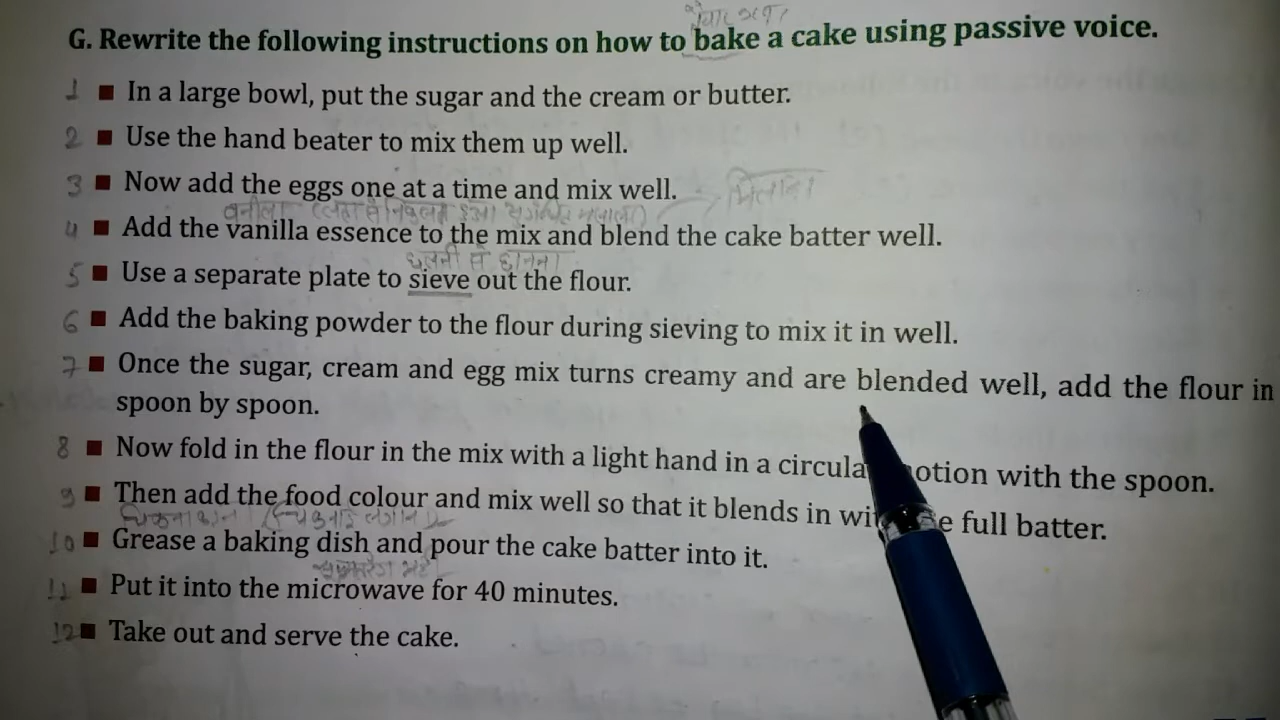 G. Rewrite the following instructions on how to bake a cake using passive voice.
1 ■ In a large bowl, put the sugar and the cream or butter.
2 ■ Use the hand beater to mix them up well.
3 ■ Now add the eggs one at a time and mix well. मिलाना
वनीला
4 ■ Add the vanilla essence to the mix and blend the cake batter well.
छलनी से छानना
5 ■ Use a separate plate to sieve out the flour.
6 ■ Add the baking powder to the flour during sieving to mix it in well.
7 ■ Once the sugar, cream and egg mix turns creamy and are blended well, add the flour in
spoon by spoon.
8 ■ Now fold in the flour in the mix with a light hand in a circular motion with the spoon.
9 ■ Then add the food colour and mix well so that it blends in with the full batter.
10 ■ Grease a baking dish and pour the cake batter into it.
11 ■ Put it into the microwave for 40 minutes.
12 ■ Take out and serve the cake.